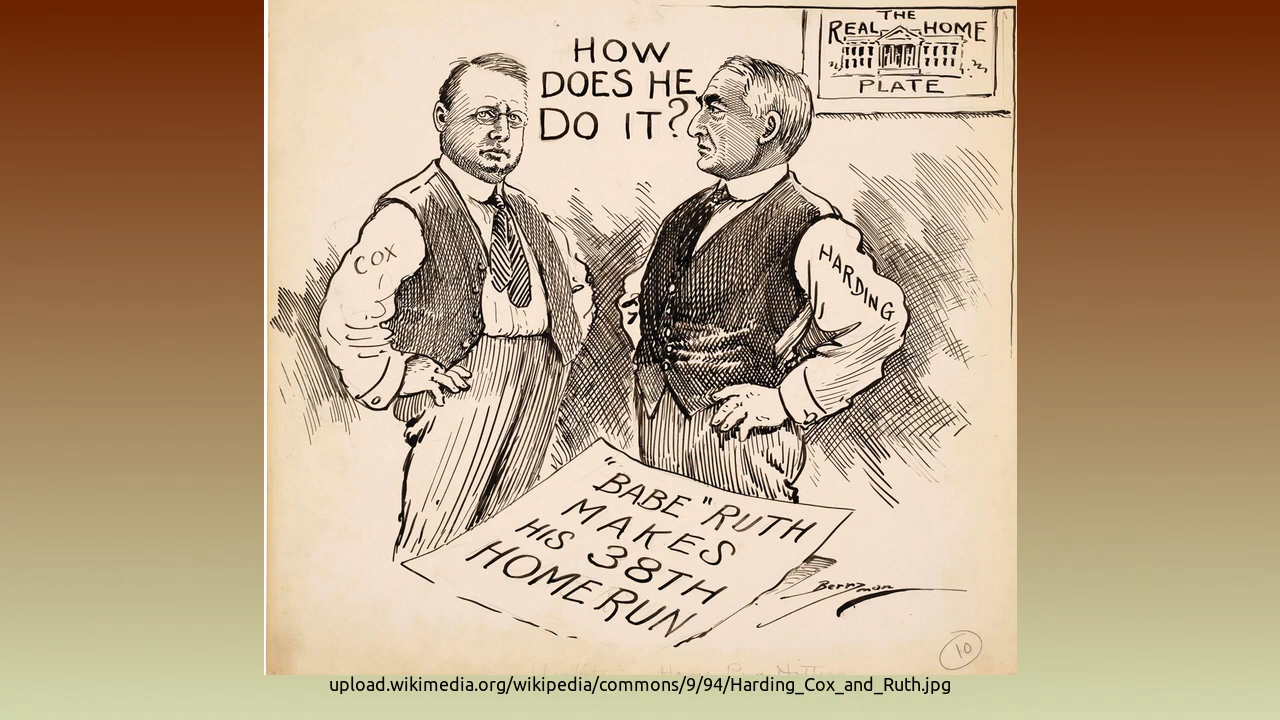 THE
REAL HOME
PLATE
HOW
DOES HE
DO IT?
COX
HARDING
"BABE" RUTH
MAKES
HIS 38TH
HOME RUN
Berryman
10
upload.wikimedia.org/wikipedia/commons/9/94/Harding_Cox_and_Ruth.jpg